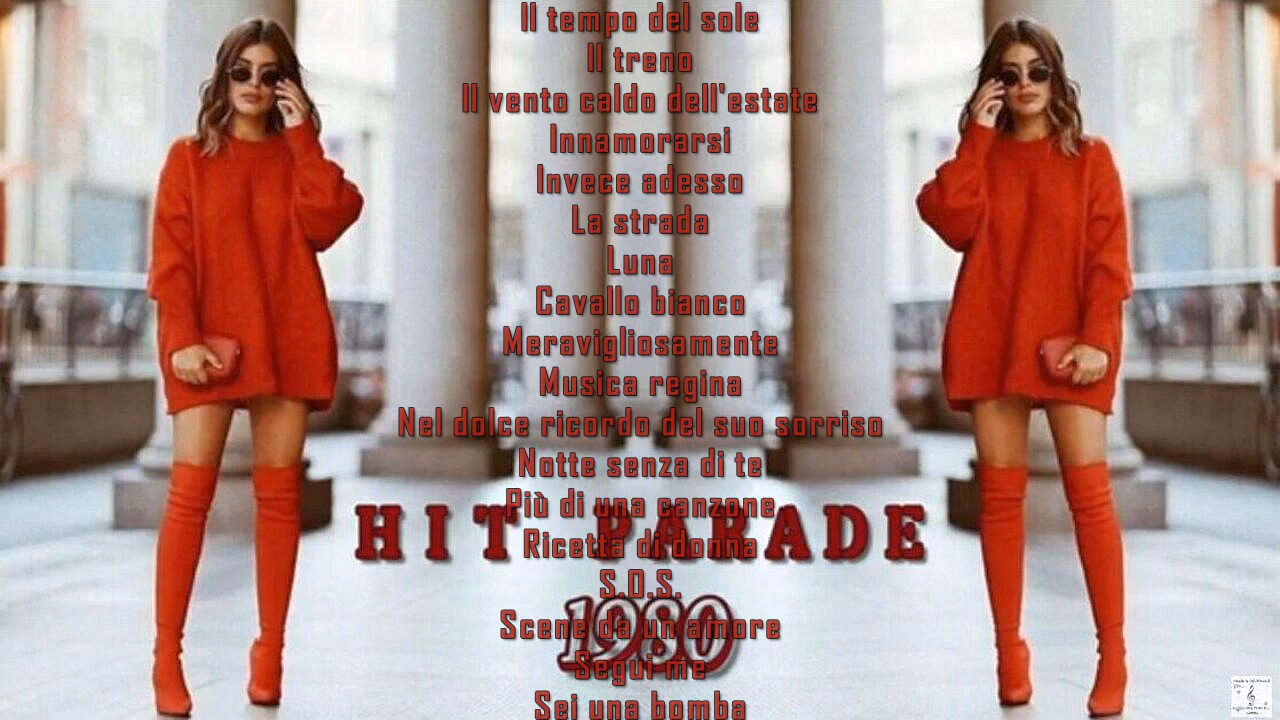 Il tempo del sole
Il treno
Il vento caldo dell'estate
Innamorarsi
Invece adesso
La strada
Luna
Cavallo bianco
Meravigliosamente
Musica regina
Nel dolce ricordo del suo sorriso
Notte senza di te
Più di una canzone
HIT PARADE
Ricetta di donna
S.O.S.
Scene da un amore
1980
Segui me
Sei una bomba